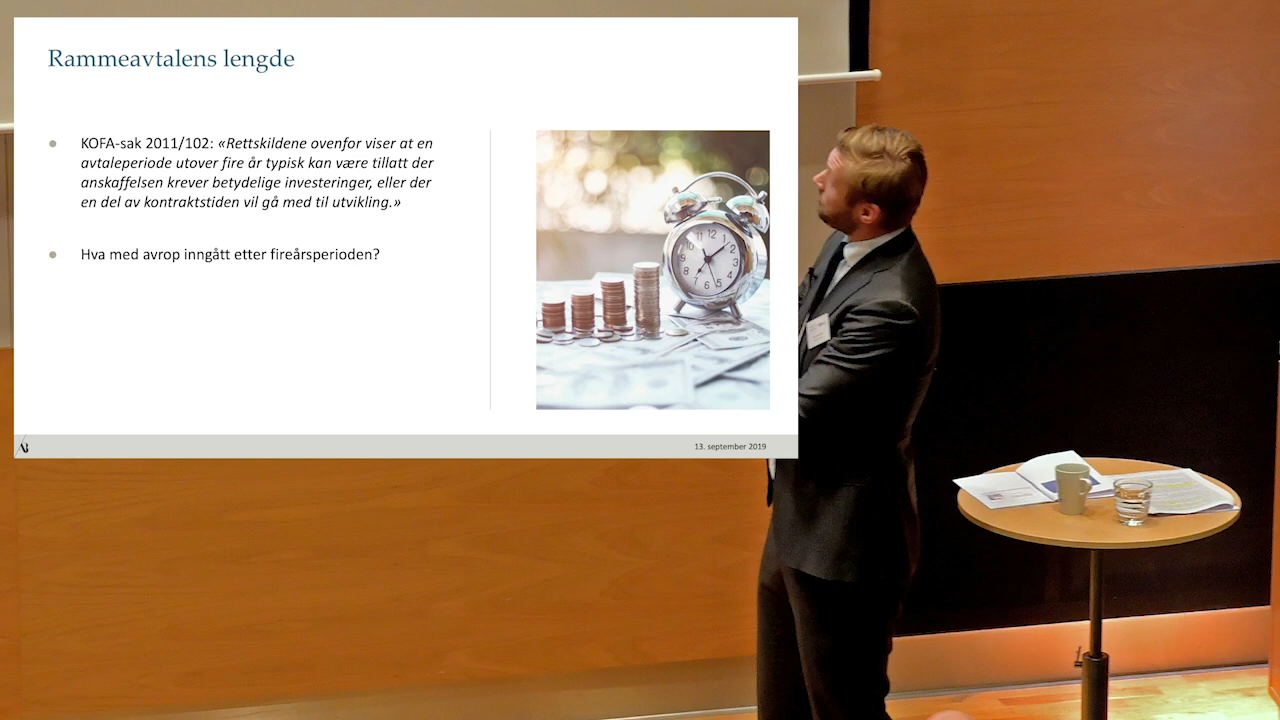 Rammeavtalens lengde
KOFA-sak 2011/102: «Rettskildene ovenfor viser at en
avtaleperiode utover fire år typisk kan være tillatt der
anskaffelsen krever betydelige investeringer, eller der
en del av kontraktstiden vil gå med til utvikling.»
Hva med avrop inngått etter fireårsperioden?
13. september 2019